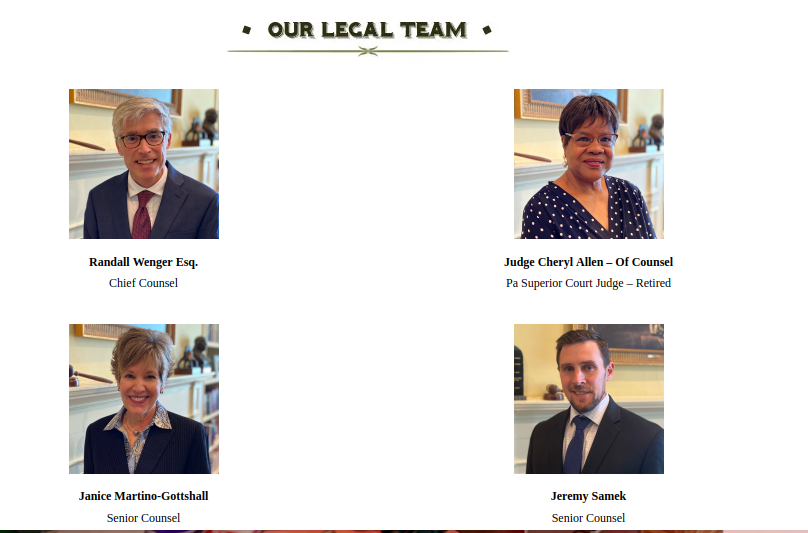 OUR LEGAL TEAM
Randall Wenger Esq.
Chief Counsel
Judge Cheryl Allen – Of Counsel
Pa Superior Court Judge – Retired
Janice Martino-Gottshall
Senior Counsel
Jeremy Samek
Senior Counsel